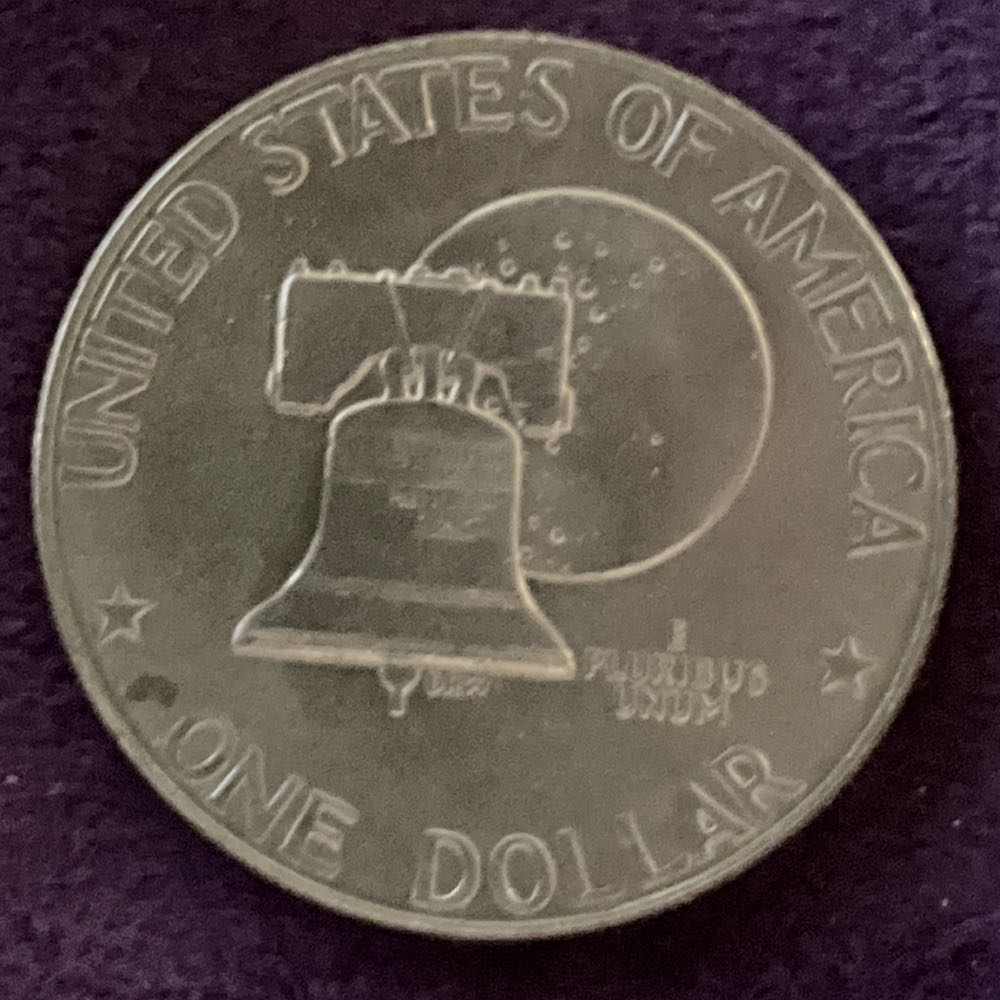 UNITED STATES OF AMERICA
E
PLURIBUS
UNUM
ONE DOLLAR